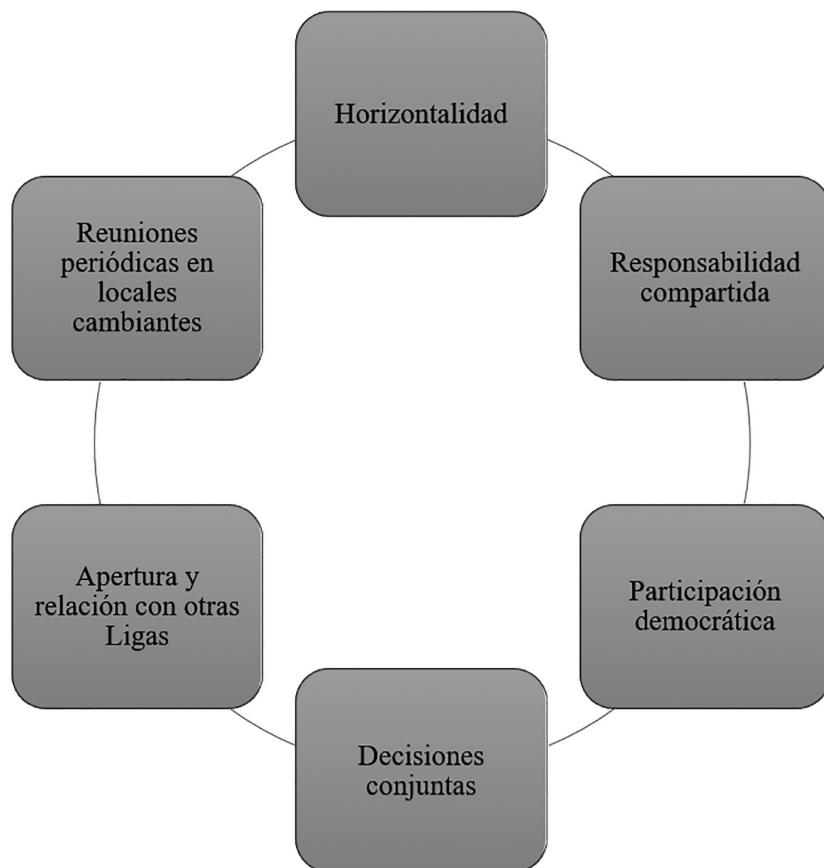 Horizontalidad
Responsabilidad
compartida
Participación
democrática
Decisiones
conjuntas
Apertura y
relación con otras
Ligas
Reuniones
periódicas en
locales
cambiantes